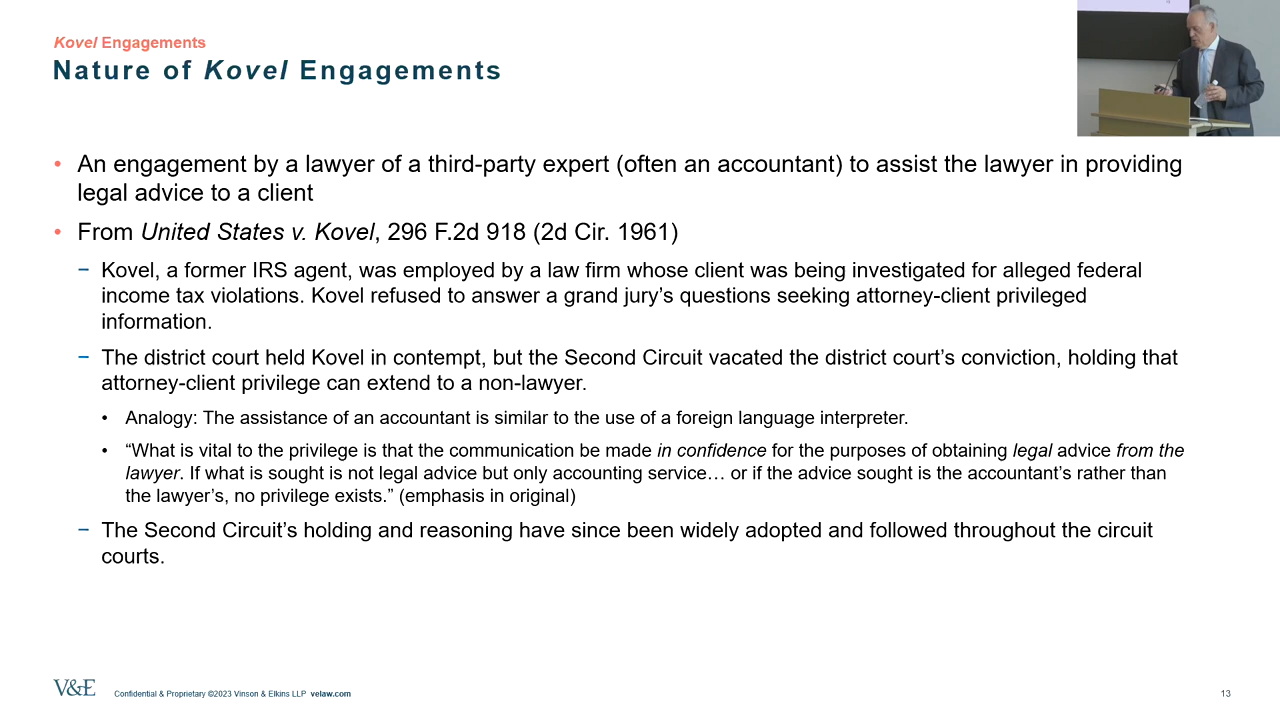 Kovel Engagements
Nature of Kovel Engagements
• An engagement by a lawyer of a third-party expert (often an accountant) to assist the lawyer in providing
legal advice to a client
• From United States v. Kovel, 296 F.2d 918 (2d Cir. 1961)
− Kovel, a former IRS agent, was employed by a law firm whose client was being investigated for alleged federal
income tax violations. Kovel refused to answer a grand jury’s questions seeking attorney-client privileged
information.
− The district court held Kovel in contempt, but the Second Circuit vacated the district court’s conviction, holding that
attorney-client privilege can extend to a non-lawyer.
• Analogy: The assistance of an accountant is similar to the use of a foreign language interpreter.
• “What is vital to the privilege is that the communication be made in confidence for the purposes of obtaining legal advice from the
lawyer. If what is sought is not legal advice but only accounting service… or if the advice sought is the accountant’s rather than
the lawyer’s, no privilege exists.” (emphasis in original)
− The Second Circuit’s holding and reasoning have since been widely adopted and followed throughout the circuit
courts.
V&E Confidential & Proprietary ©2023 Vinson & Elkins LLP velaw.com 13